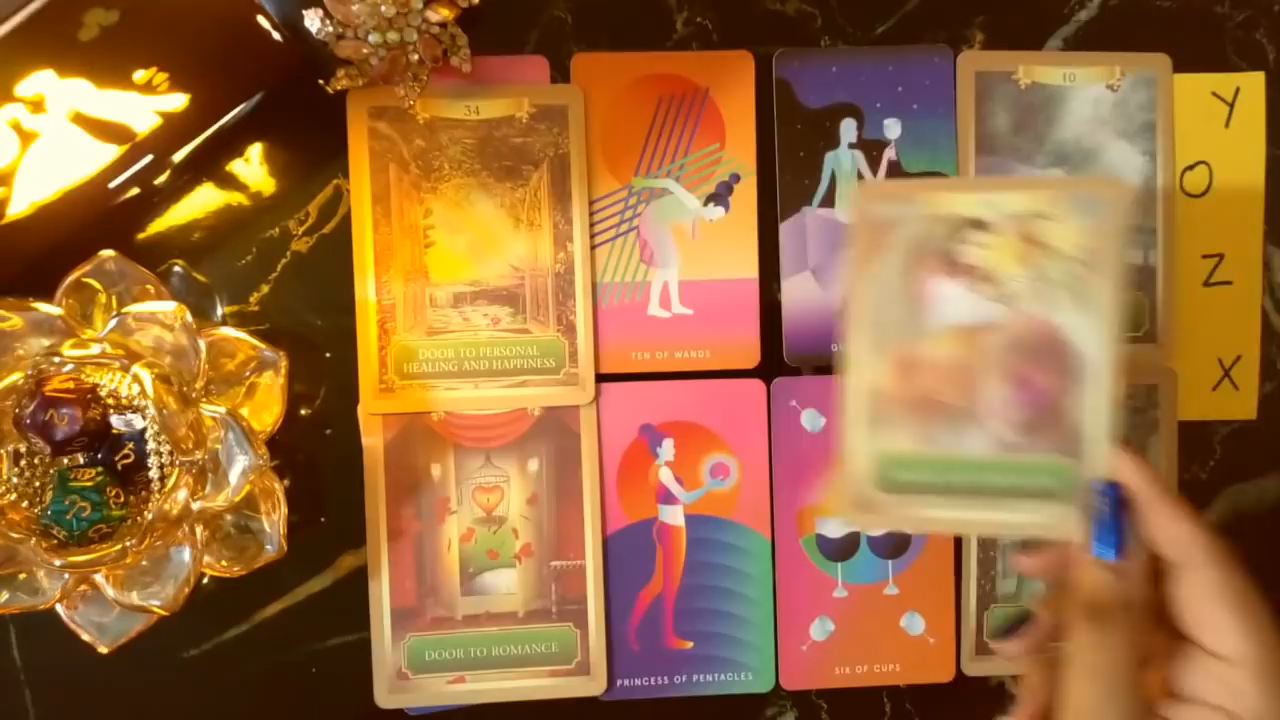 34
DOOR TO PERSONAL
HEALING AND HAPPINESS
TEN OF WANDS
10
Y
O
Z
X
DOOR TO ROMANCE
PRINCESS OF PENTACLES
SIX OF CUPS
2